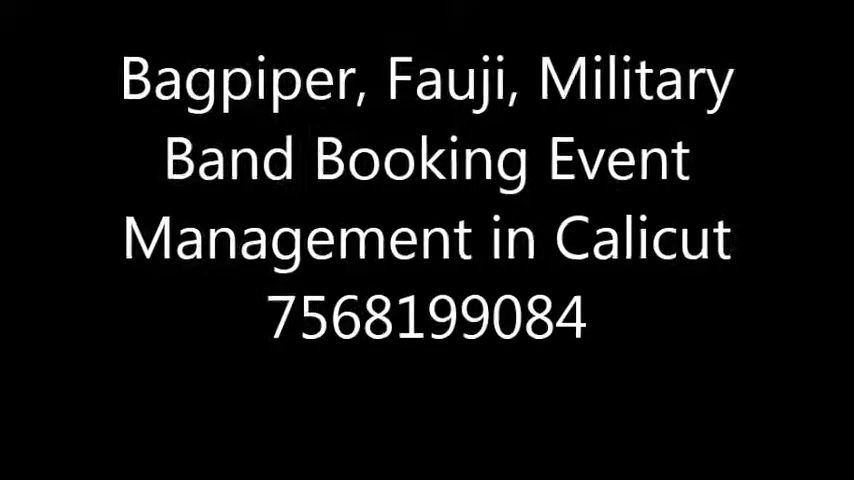 Bagpiper, Fauji, Military
Band Booking Event
Management in Calicut
7568199084